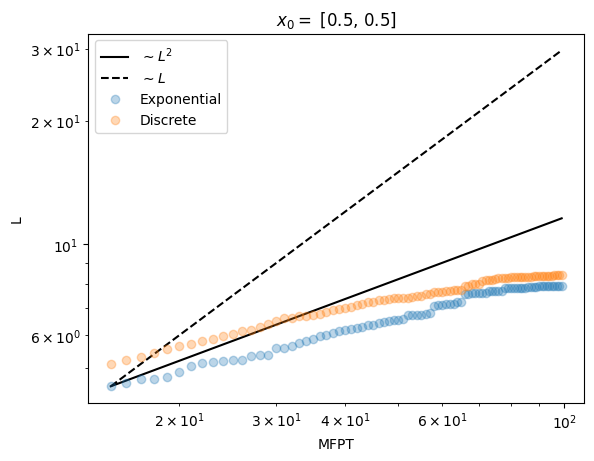 x₀ = [0.5, 0.5]
~ L²
~ L
Exponential
Discrete
3 × 10¹
2 × 10¹
10¹
6 × 10⁰
L
2 × 10¹
3 × 10¹
4 × 10¹
6 × 10¹
10²
MFPT